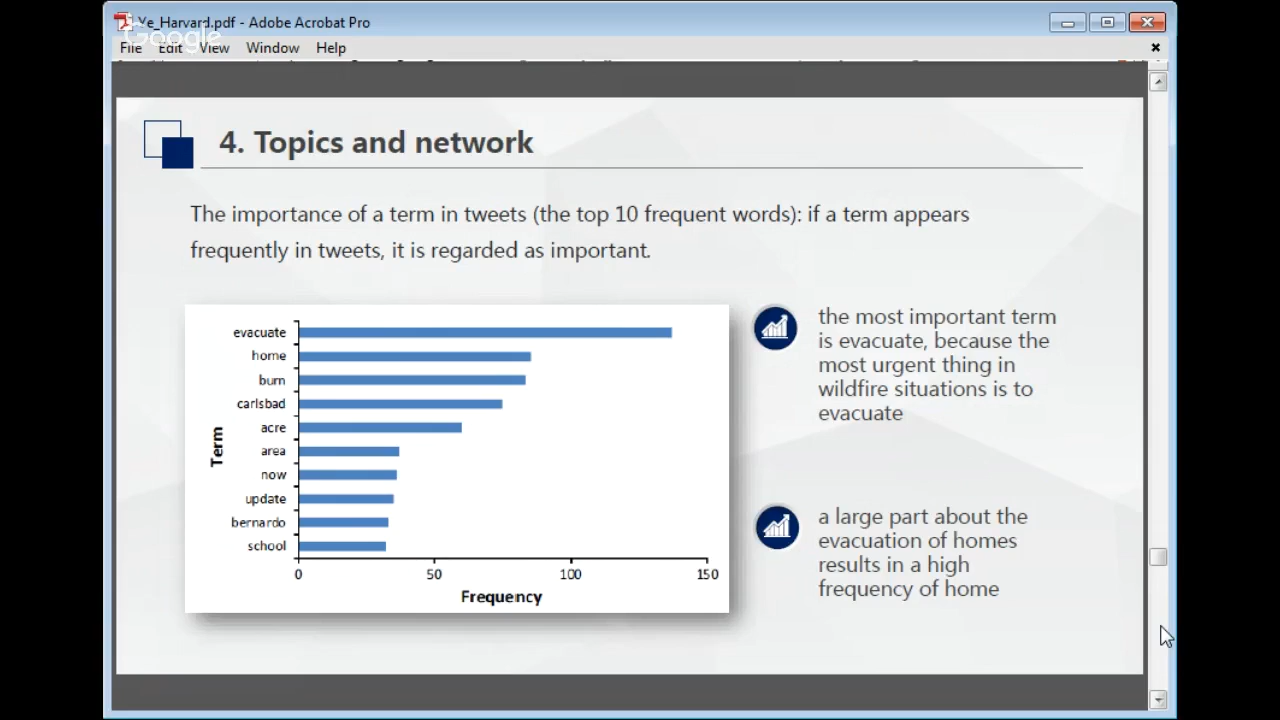 Ye_Harvard.pdf - Adobe Acrobat Pro
Google
File Edit View Window Help
4. Topics and network
The importance of a term in tweets (the top 10 frequent words): if a term appears
frequently in tweets, it is regarded as important.
evacuate
home
burn
carlsbad
acre
area
now
update
bernardo
school
Term
0 50 100 150
Frequency
the most important term
is evacuate, because the
most urgent thing in
wildfire situations is to
evacuate
a large part about the
evacuation of homes
results in a high
frequency of home